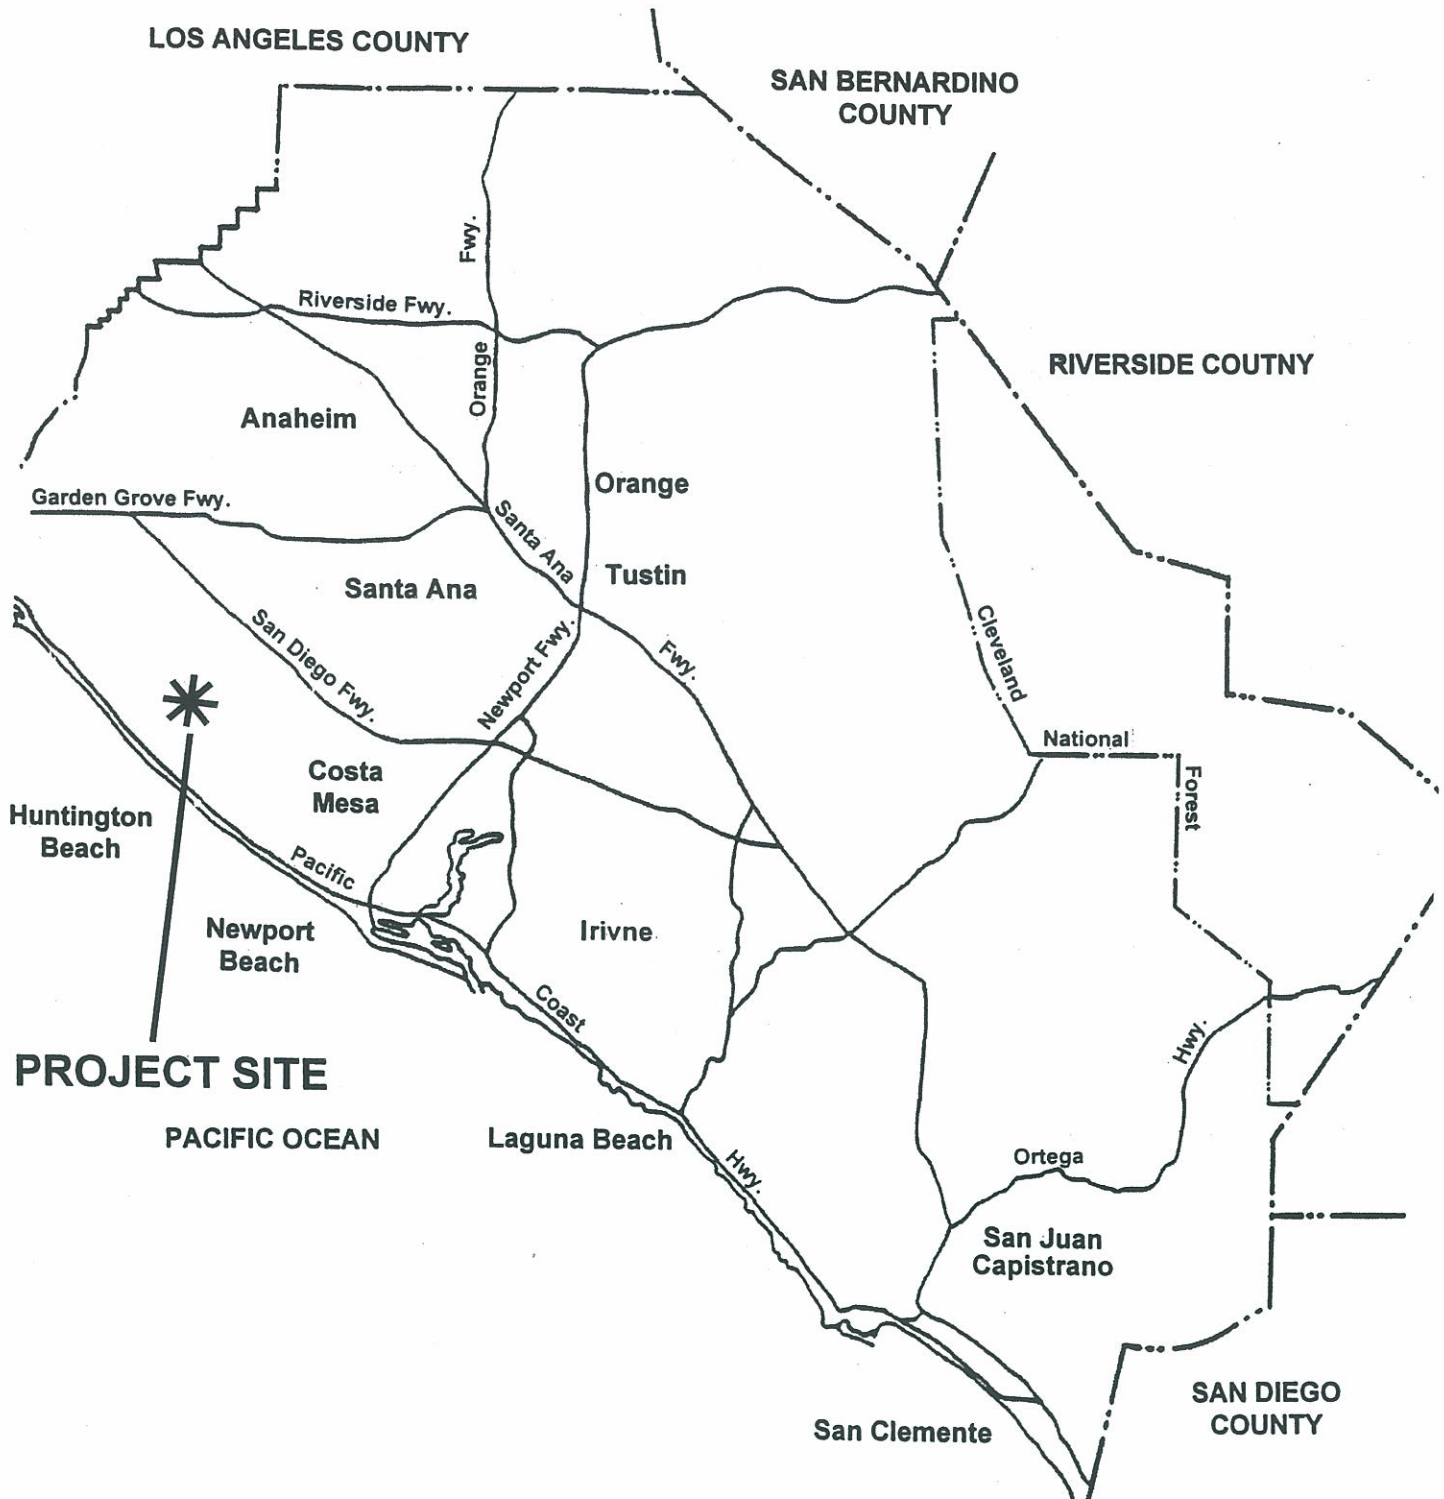 LOS ANGELES COUNTY
SAN BERNARDINO
COUNTY
Fwy.
Riverside Fwy.
Orange
RIVERSIDE COUTNY
Anaheim
Orange
Garden Grove Fwy.
Santa Ana
Tustin
Santa Ana
Cleveland
San Diego Fwy.
Newport Fwy.
Fwy.
National
Forest
Costa
Mesa
Huntington
Beach
Pacific
Newport
Beach
Irivne
Coast
Hwy.
PROJECT SITE
PACIFIC OCEAN
Laguna Beach
Hwy.
Ortega
San Juan
Capistrano
SAN DIEGO
COUNTY
San Clemente